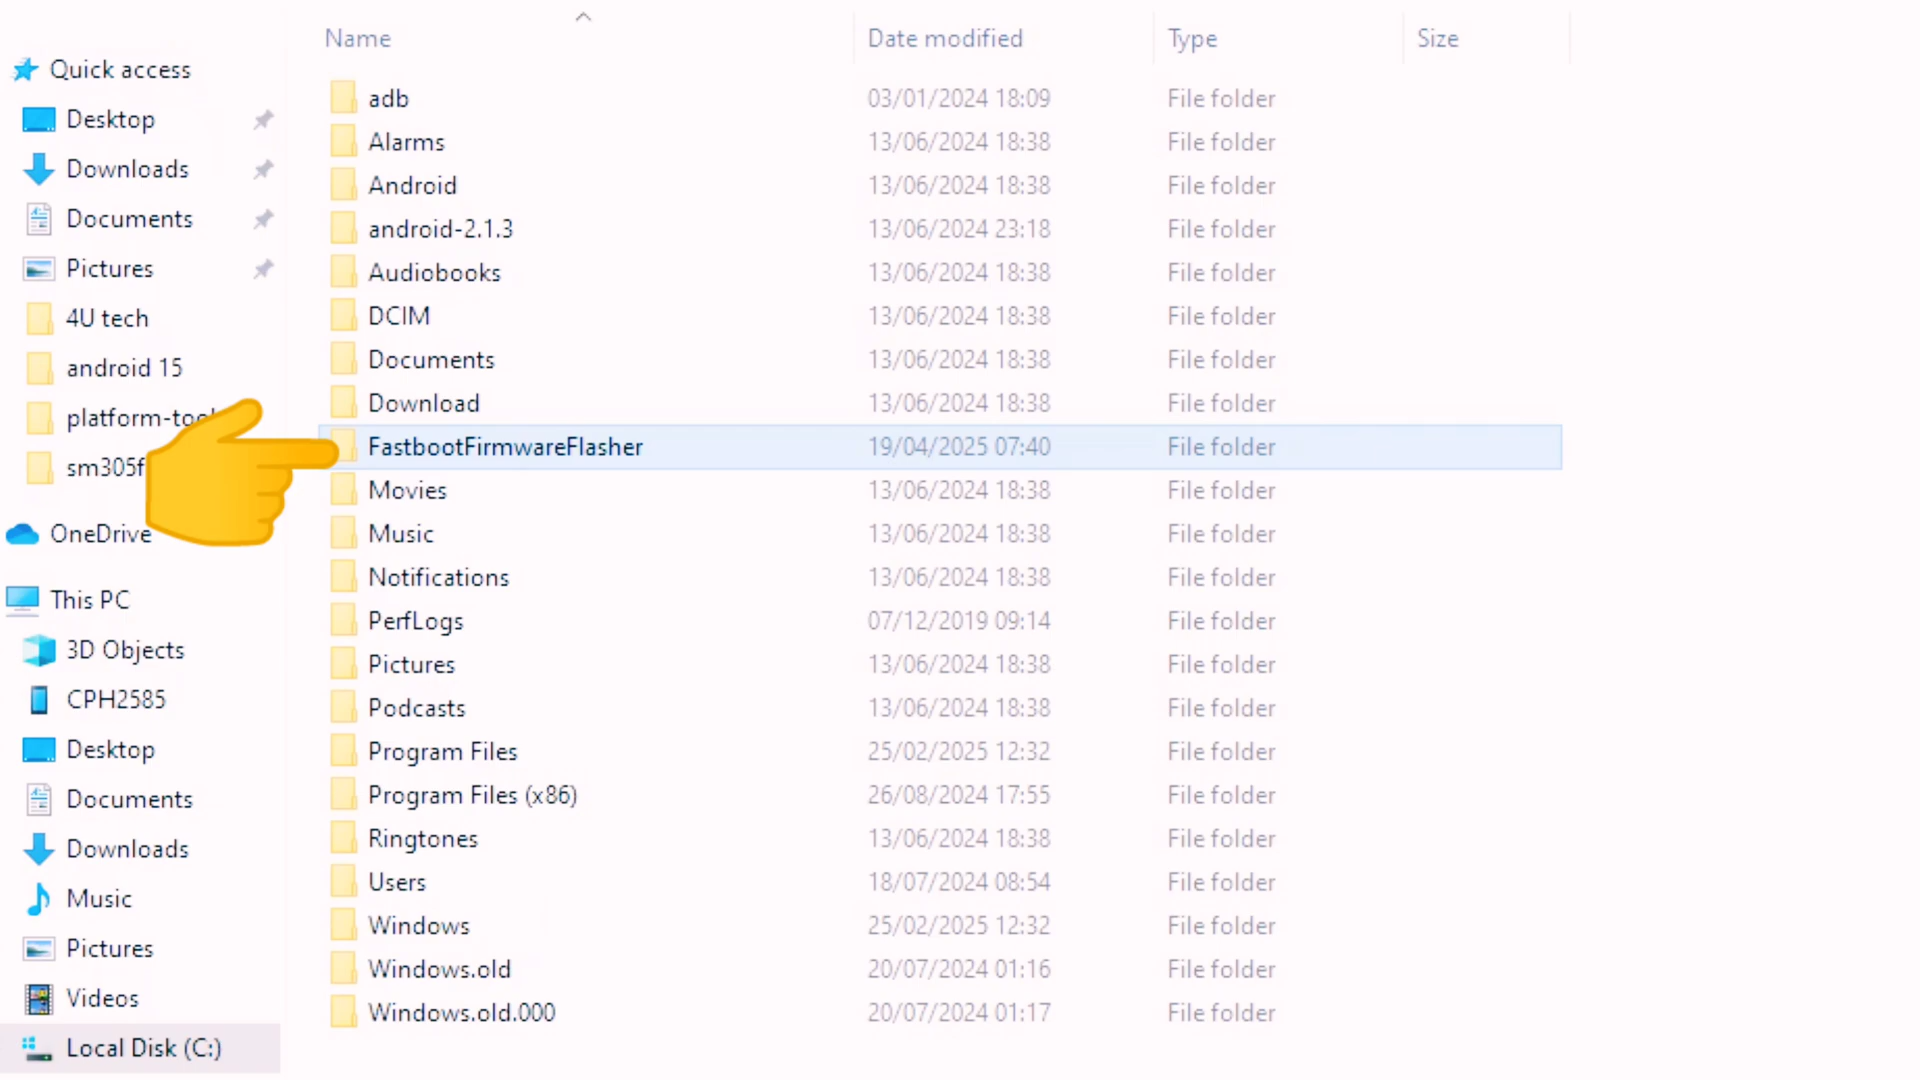 Name Date modified Type Size
Quick access
Desktop
Downloads
Documents
Pictures
4U tech
android 15
sm305f
OneDrive
This PC
3D Objects
CPH2585
Desktop
Documents
Downloads
Music
Pictures
Videos
Local Disk (C:)
adb 03/01/2024 18:09 File folder
Alarms 13/06/2024 18:38 File folder
Android 13/06/2024 18:38 File folder
android-2.1.3 13/06/2024 23:18 File folder
Audiobooks 13/06/2024 18:38 File folder
DCIM 13/06/2024 18:38 File folder
Documents 13/06/2024 18:38 File folder
Download 13/06/2024 18:38 File folder
FastbootFirmwareFlasher 19/04/2025 07:40 File folder
Movies 13/06/2024 18:38 File folder
Music 13/06/2024 18:38 File folder
Notifications 13/06/2024 18:38 File folder
PerfLogs 07/12/2019 09:14 File folder
Pictures 13/06/2024 18:38 File folder
Podcasts 13/06/2024 18:38 File folder
Program Files 25/02/2025 12:32 File folder
Program Files (x86) 26/08/2024 17:55 File folder
Ringtones 13/06/2024 18:38 File folder
Users 18/07/2024 08:54 File folder
Windows 25/02/2025 12:32 File folder
Windows.old 20/07/2024 01:16 File folder
Windows.old.000 20/07/2024 01:17 File folder